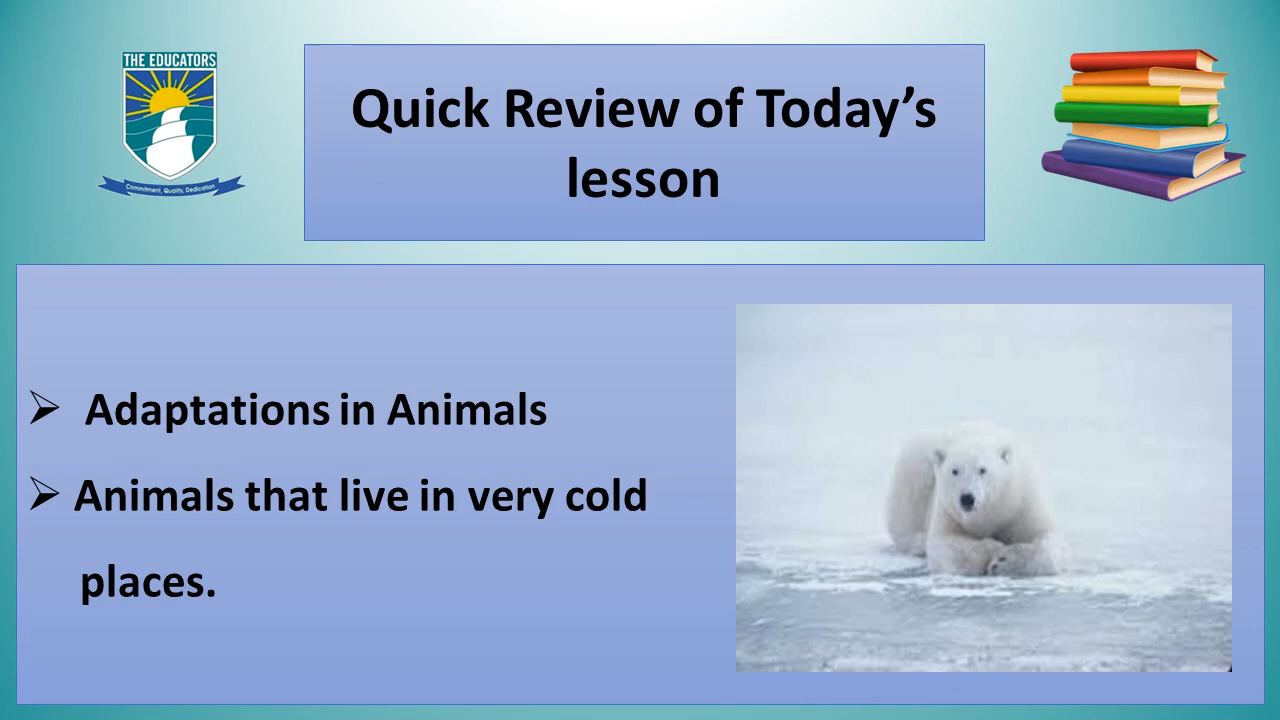 THE EDUCATORS
Commitment, Quality, Dedication
Quick Review of Today’s
lesson
➢ Adaptations in Animals
➢ Animals that live in very cold
places.